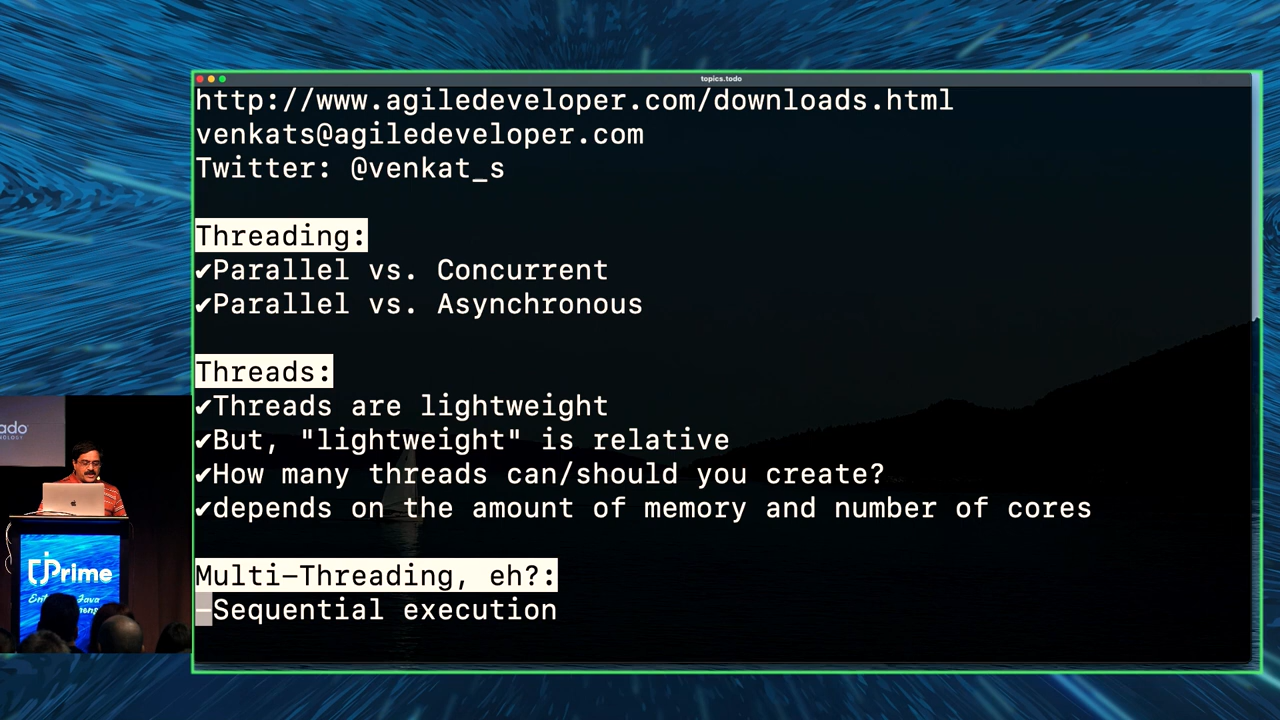 topics.todo
http://www.agiledeveloper.com/downloads.html
venkats@agiledeveloper.com
Twitter: @venkat_s
Threading:
✔Parallel vs. Concurrent
✔Parallel vs. Asynchronous
Threads:
✔Threads are lightweight
✔But, "lightweight" is relative
✔How many threads can/should you create?
✔depends on the amount of memory and number of cores
Multi-Threading, eh?:
-Sequential execution
Prime